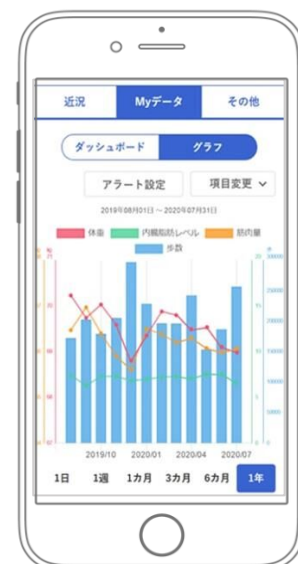 近況 Myデータ その他
ダッシュボード グラフ
アラート設定 項目変更
2019年08月01日 ~ 2020年07月31日
体重 内臓脂肪レベル 筋肉量
歩数
2019/10 2020/01 2020/04 2020/07
1日 1週 1カ月 3カ月 6カ月 1年